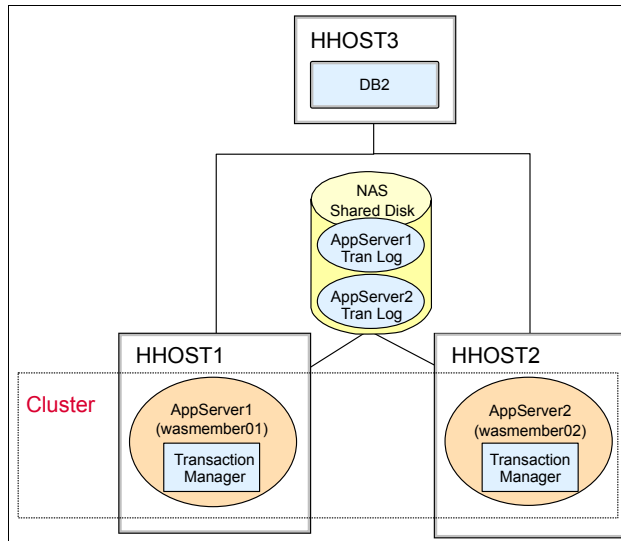 HHOST3
DB2
NAS
Shared Disk
AppServer1
Tran Log
AppServer2
Tran Log
HHOST1
HHOST2
Cluster
AppServer1
(wasmember01)
Transaction
Manager
AppServer2
(wasmember02)
Transaction
Manager